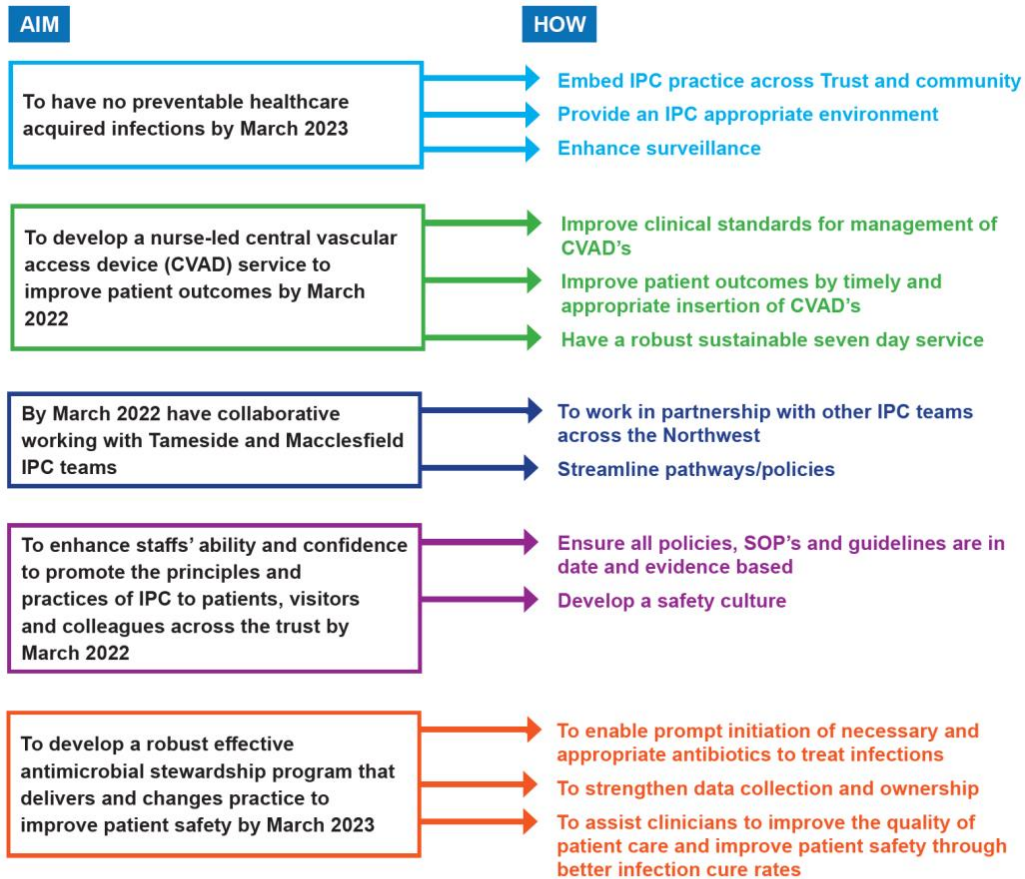 AIM
HOW
To have no preventable healthcare
acquired infections by March 2023
Embed IPC practice across Trust and community
Provide an IPC appropriate environment
Enhance surveillance
To develop a nurse-led central vascular
access device (CVAD) service to
improve patient outcomes by March
2022
Improve clinical standards for management of
CVAD’s
Improve patient outcomes by timely and
appropriate insertion of CVAD’s
Have a robust sustainable seven day service
By March 2022 have collaborative
working with Tameside and Macclesfield
IPC teams
To work in partnership with other IPC teams
across the Northwest
Streamline pathways/policies
To enhance staffs’ ability and confidence
to promote the principles and
practices of IPC to patients, visitors
and colleagues across the trust by
March 2022
Ensure all policies, SOP’s and guidelines are in
date and evidence based
Develop a safety culture
To develop a robust effective
antimicrobial stewardship program that
delivers and changes practice to
improve patient safety by March 2023
To enable prompt initiation of necessary and
appropriate antibiotics to treat infections
To strengthen data collection and ownership
To assist clinicians to improve the quality of
patient care and improve patient safety through
better infection cure rates